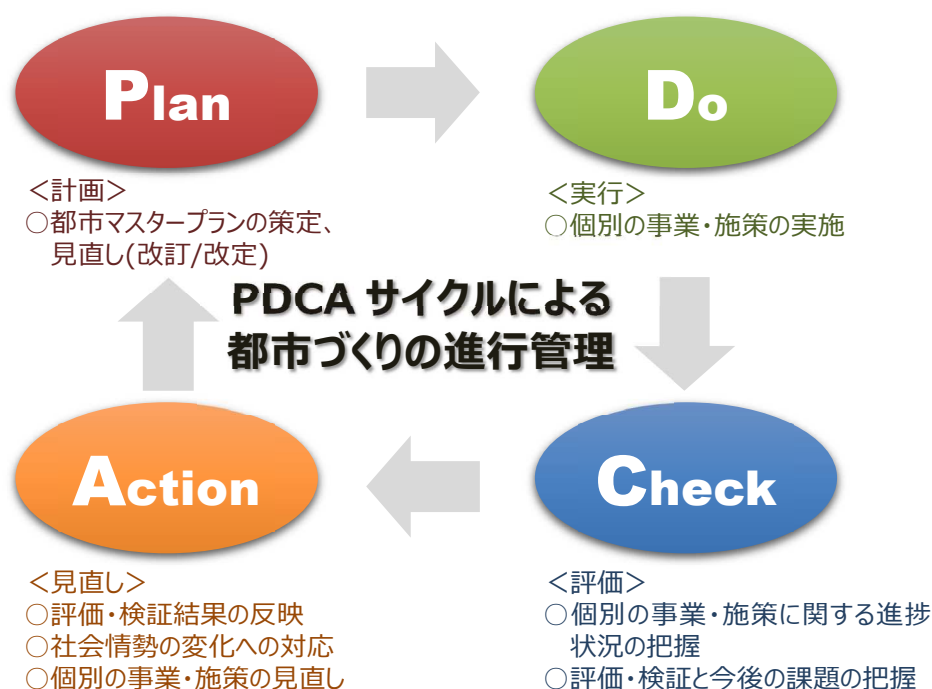 Plan
Do
＜計画＞
○都市マスタープランの策定、
見直し(改訂/改定)
＜実行＞
○個別の事業・施策の実施
PDCA サイクルによる
都市づくりの進行管理
Action
Check
＜見直し＞
○評価・検証結果の反映
○社会情勢の変化への対応
○個別の事業・施策の見直し
＜評価＞
○個別の事業・施策に関する進捗
状況の把握
○評価・検証と今後の課題の把握